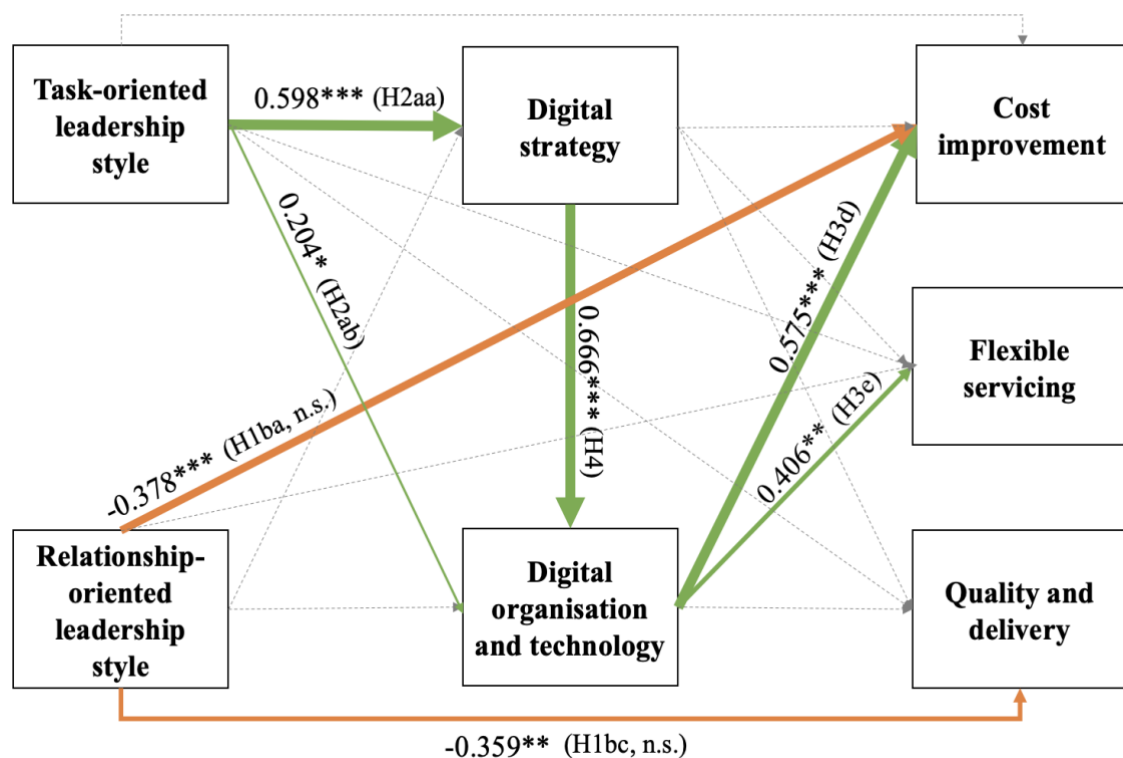 Task-oriented
leadership
style
0.598*** (H2aa)
Digital
strategy
Cost
improvement
0.204* (H2ab)
0.666*** (H4)
0.575*** (H3d)
Flexible
servicing
0.406** (H3e)
-0.378*** (H1ba, n.s.)
Relationship-
oriented
leadership
style
Digital
organisation
and technology
Quality and
delivery
-0.359** (H1bc, n.s.)